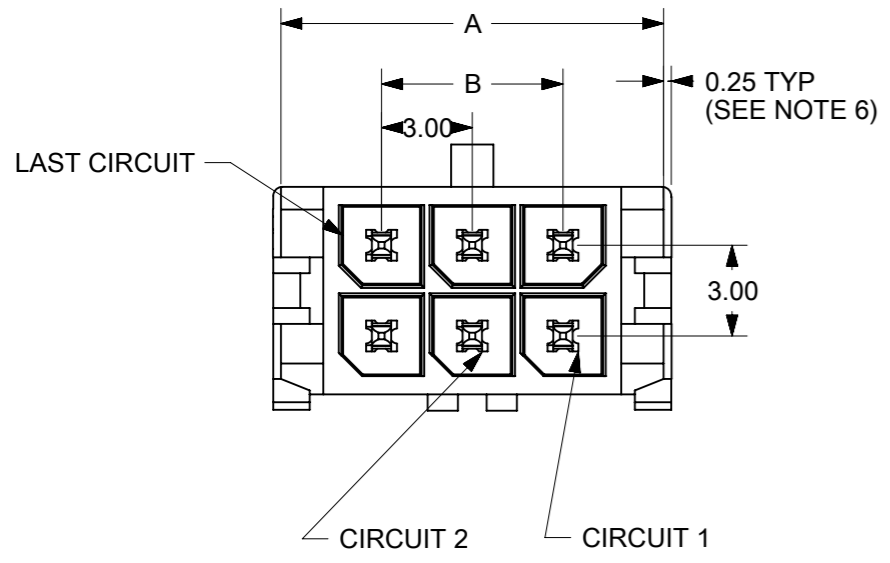 A
B
0.25 TYP
(SEE NOTE 6)
3.00
LAST CIRCUIT
3.00
CIRCUIT 2
CIRCUIT 1